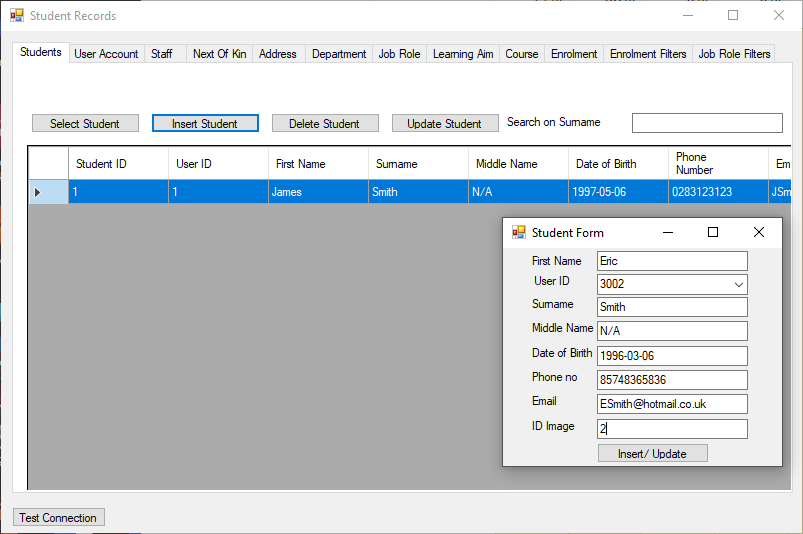 Student Records
Students User Account Staff Next Of Kin Address Department Job Role Learning Aim Course Enrolment Enrolment Filters Job Role Filters
Select Student Insert Student Delete Student Update Student Search on Surname
Student ID User ID First Name Surname Middle Name Date of Birth Phone Number Em
1 1 James Smith N/A 1997-05-06 0283123123 JSm
Student Form
First Name Eric
User ID 3002
Surname Smith
Middle Name N/A
Date of Birth 1996-03-06
Phone no 85748365836
Email ESmith@hotmail.co.uk
ID Image 2
Insert/ Update
Test Connection